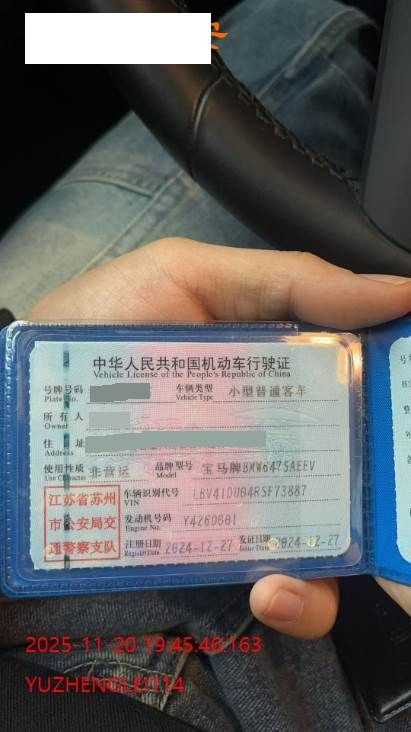 中华人民共和国机动车行驶证
Vehicle License of the People's Republic of China
号牌号码
Plate No.
车辆类型 小型普通客车
Vehicle Type
所有人
Owner
住址
Address
使用性质 非营运
Use Character
品牌型号 宝马牌BMW6475AEEV
Model
江苏省苏州
市公安局交
通警察支队
车辆识别代号
VIN
发动机号码 Y4260601
Engine No.
注册日期 2024-12-27
Register Date
发证日期 2024-12-27
Issue Date
2025-11-20 19:45:46:163